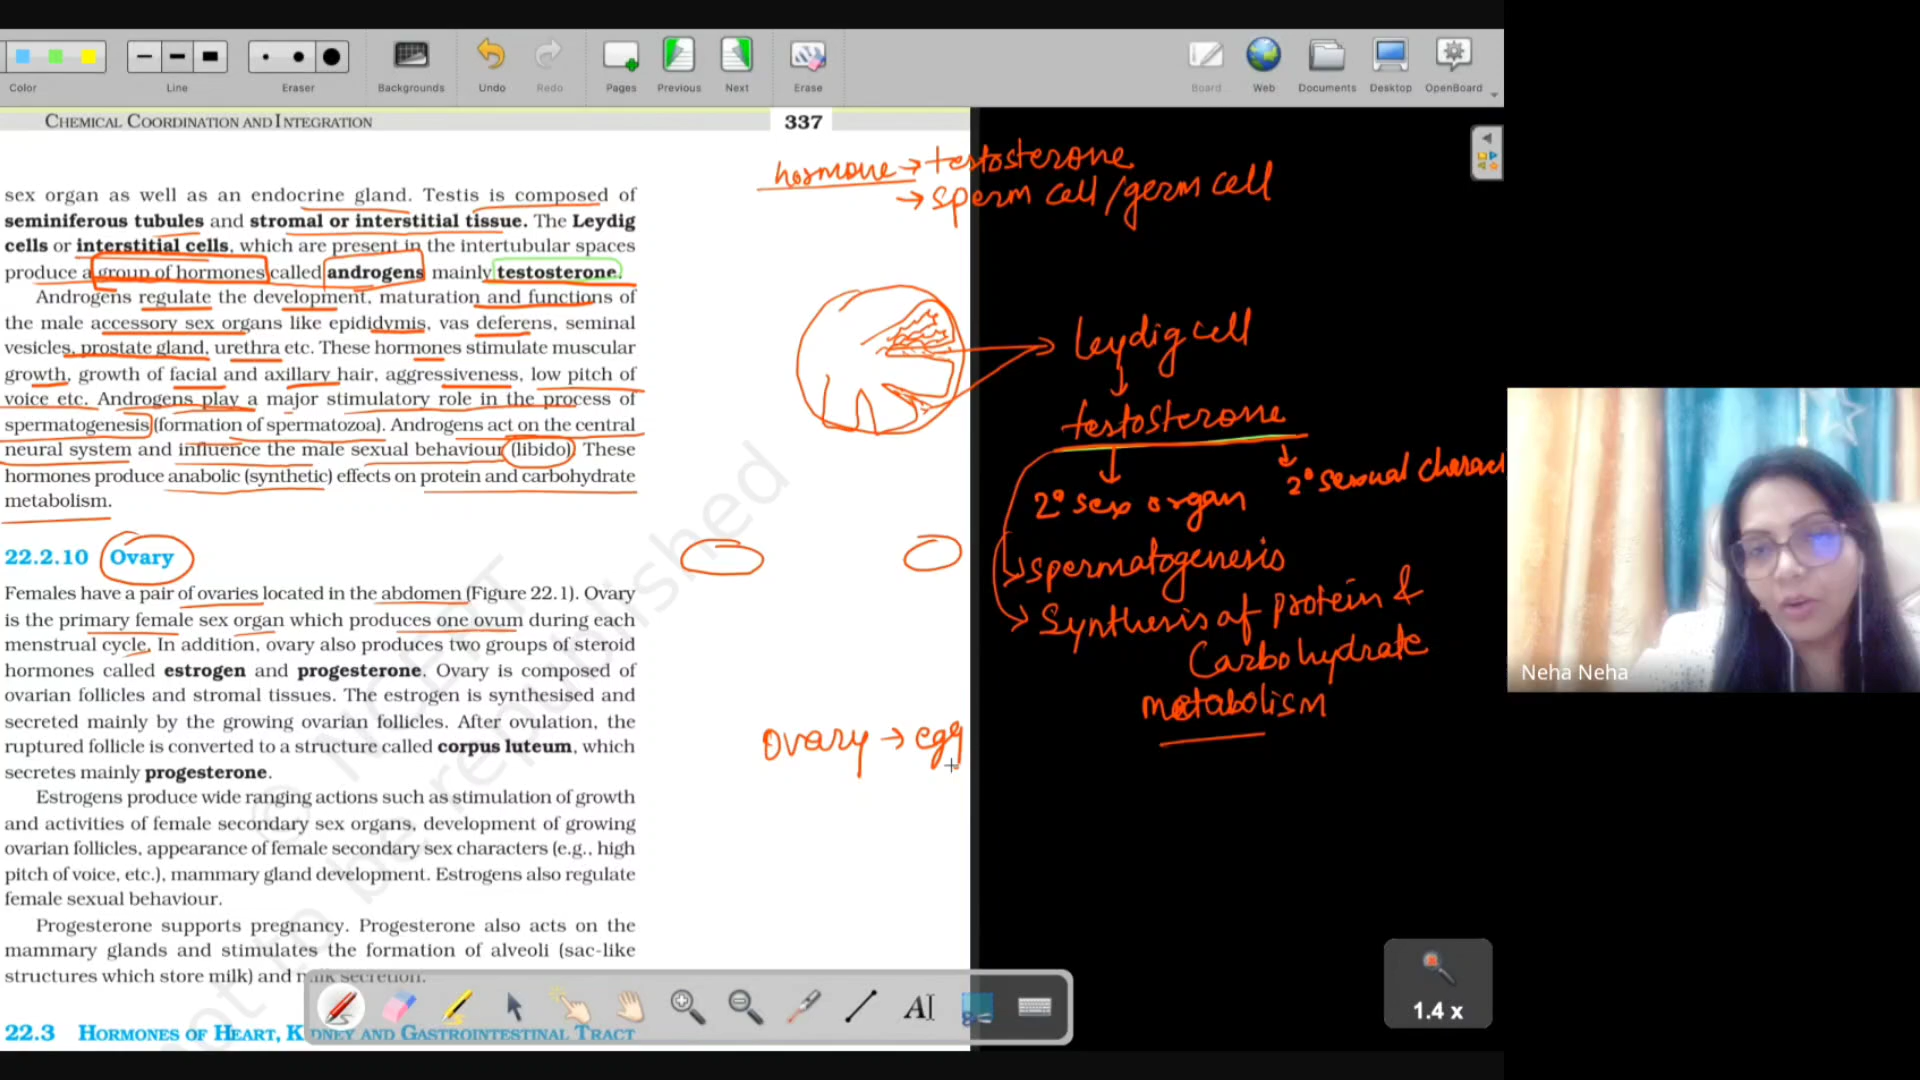 Color
Line
Eraser
Backgrounds
Undo
Redo
Pages
Previous
Next
Erase
Board
Web
Documents
Desktop
OpenBoard
CHEMICAL COORDINATION AND INTEGRATION
337
sex organ as well as an endocrine gland. Testis is composed of
seminiferous tubules and stromal or interstitial tissue. The Leydig
cells or interstitial cells, which are present in the intertubular spaces
produce a group of hormones called androgens mainly testosterone.
Androgens regulate the development, maturation and functions of
the male accessory sex organs like epididymis, vas deferens, seminal
vesicles, prostate gland, urethra etc. These hormones stimulate muscular
growth, growth of facial and axillary hair, aggressiveness, low pitch of
voice etc. Androgens play a major stimulatory role in the process of
spermatogenesis (formation of spermatozoa). Androgens act on the central
neural system and influence the male sexual behaviour (libido). These
hormones produce anabolic (synthetic) effects on protein and carbohydrate
metabolism.
22.2.10 Ovary
Females have a pair of ovaries located in the abdomen (Figure 22.1). Ovary
is the primary female sex organ which produces one ovum during each
menstrual cycle. In addition, ovary also produces two groups of steroid
hormones called estrogen and progesterone. Ovary is composed of
ovarian follicles and stromal tissues. The estrogen is synthesised and
secreted mainly by the growing ovarian follicles. After ovulation, the
ruptured follicle is converted to a structure called corpus luteum, which
secretes mainly progesterone.
Estrogens produce wide ranging actions such as stimulation of growth
and activities of female secondary sex organs, development of growing
ovarian follicles, appearance of female secondary sex characters (e.g., high
pitch of voice, etc.), mammary gland development. Estrogens also regulate
female sexual behaviour.
Progesterone supports pregnancy. Progesterone also acts on the
mammary glands and stimulates the formation of alveoli (sac-like
structures which store milk) and milk secretion.
22.3 HORMONES OF HEART, KIDNEY AND GASTROINTESTINAL TRACT
© NCERT
not to be republished
hormone → testosterone
→ sperm cell/germ cell
leydig cell
↓
testosterone
↓ ↓
2° sex organ 2° sexual charac
↳ spermatogenesis
→ Synthesis of protein &
Carbohydrate
metabolism
Ovary → egg
Neha Neha
AI
1.4 x